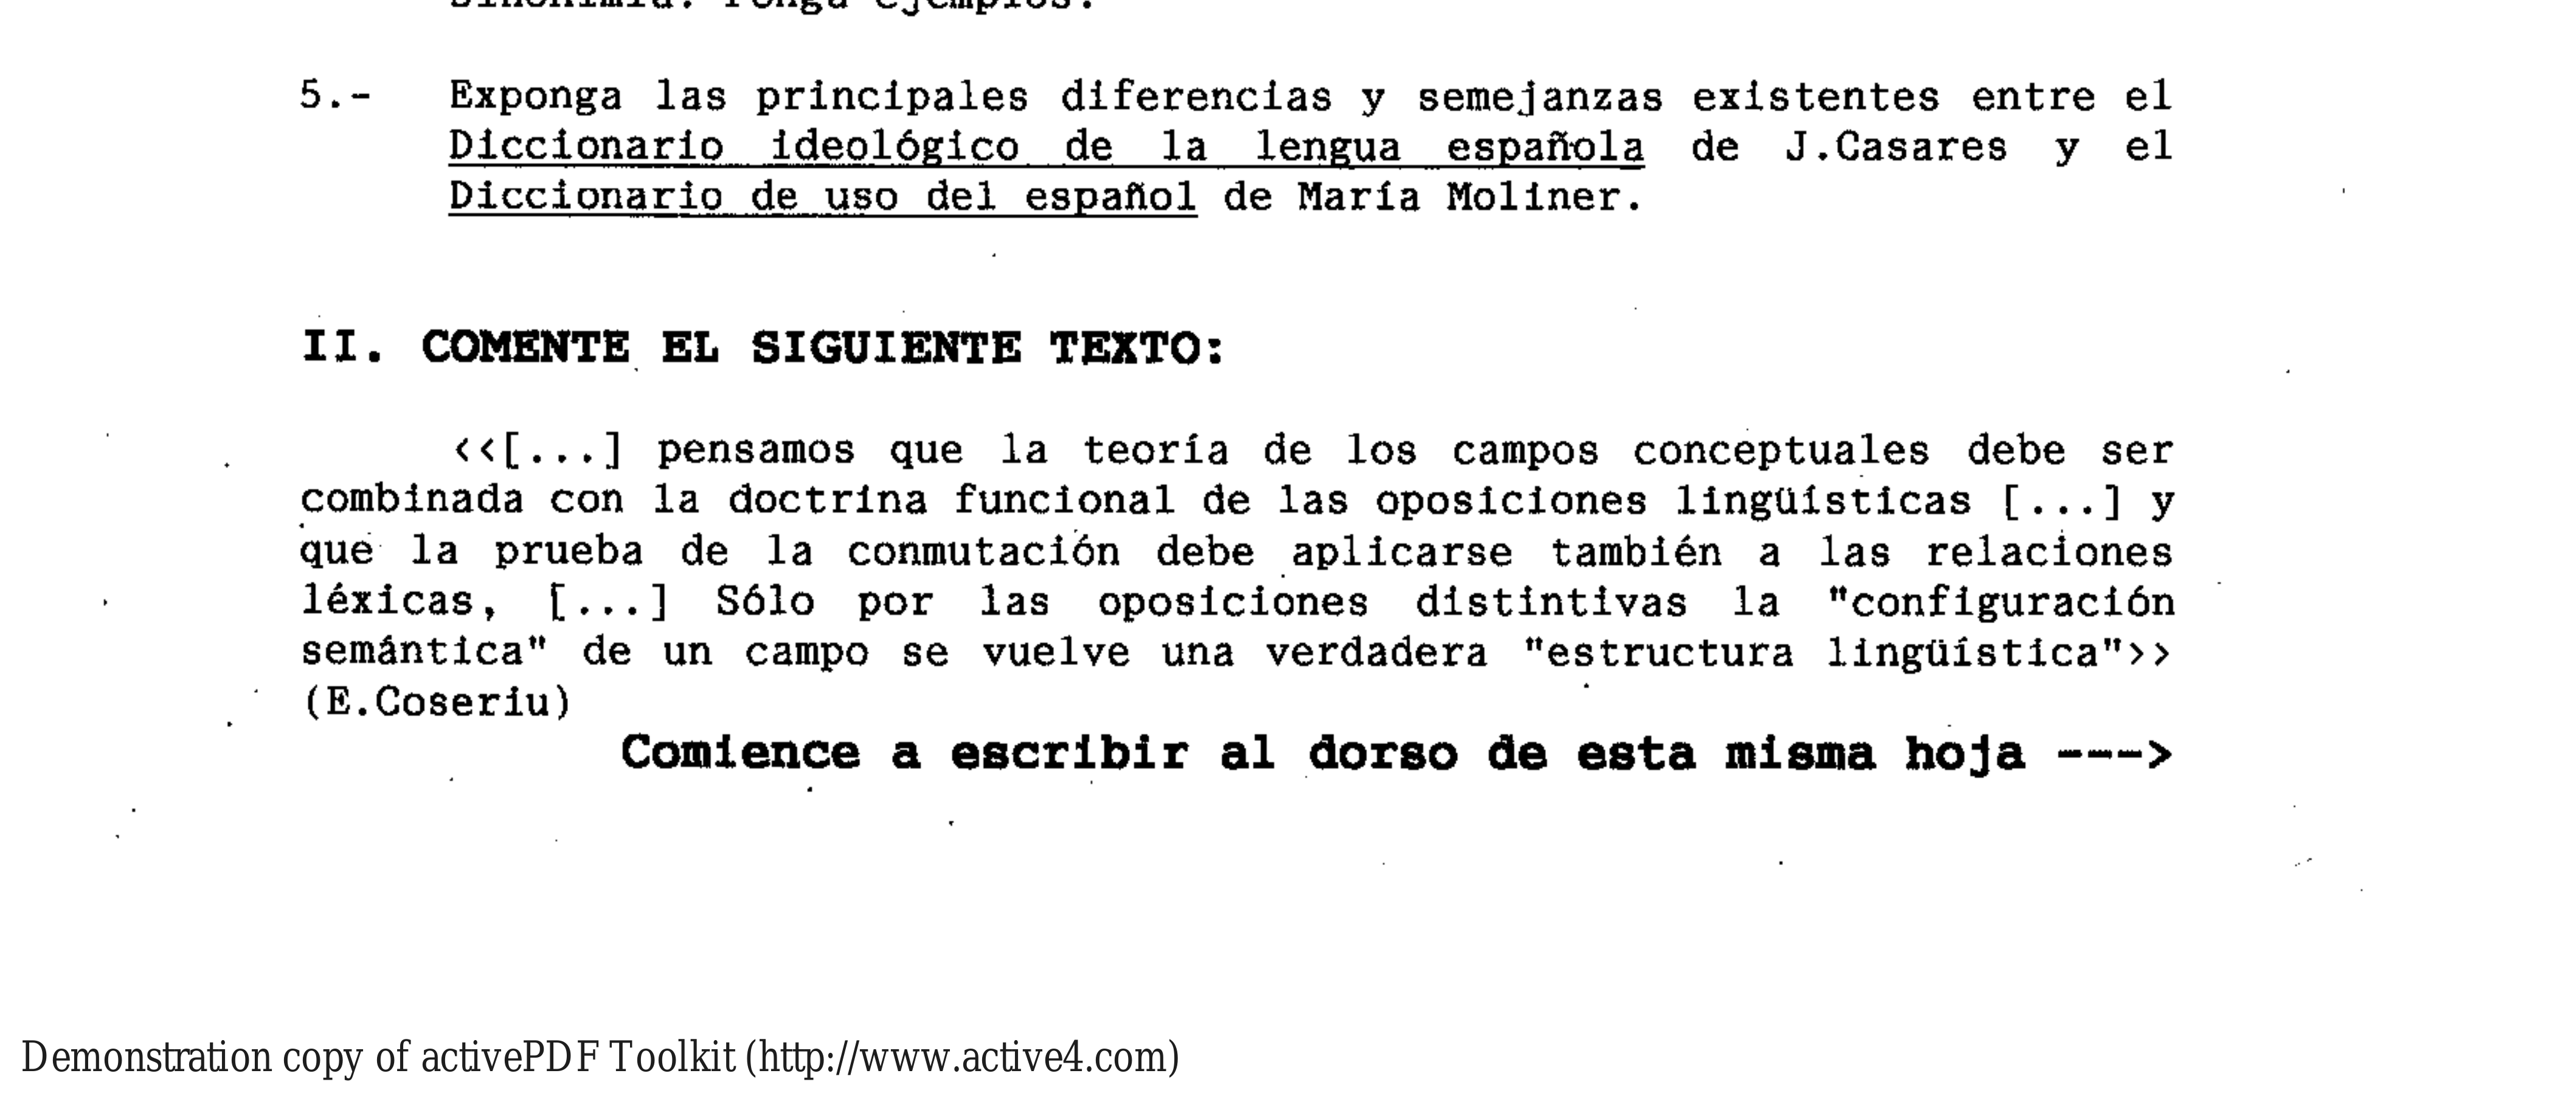 sinonimia. Ponga ejemplos.
5.- Exponga las principales diferencias y semejanzas existentes entre el
Diccionario ideológico de la lengua española de J.Casares y el
Diccionario de uso del español de María Moliner.
II. COMENTE EL SIGUIENTE TEXTO:
<<[...] pensamos que la teoría de los campos conceptuales debe ser
combinada con la doctrina funcional de las oposiciones lingüísticas [...] y
que la prueba de la conmutación debe aplicarse también a las relaciones
léxicas, [...] Sólo por las oposiciones distintivas la "configuración
semántica" de un campo se vuelve una verdadera "estructura lingüística">>
(E.Coseriu)
Comience a escribir al dorso de esta misma hoja --->
Demonstration copy of activePDF Toolkit (http://www.active4.com)